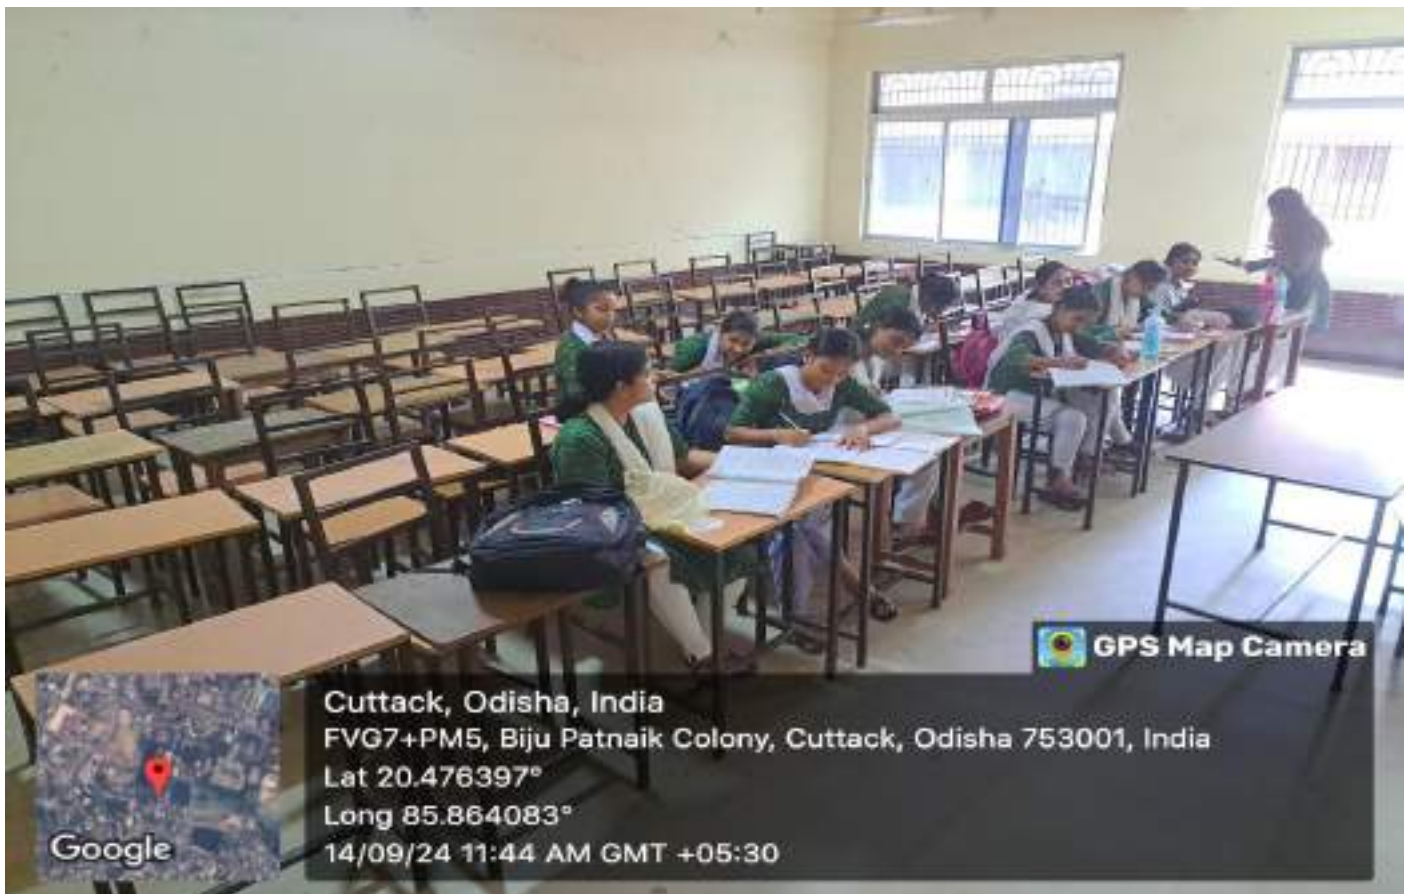 GPS Map Camera
Cuttack, Odisha, India
FVG7+PM5, Biju Patnaik Colony, Cuttack, Odisha 753001, India
Lat 20.476397°
Long 85.864083°
14/09/24 11:44 AM GMT +05:30
Google